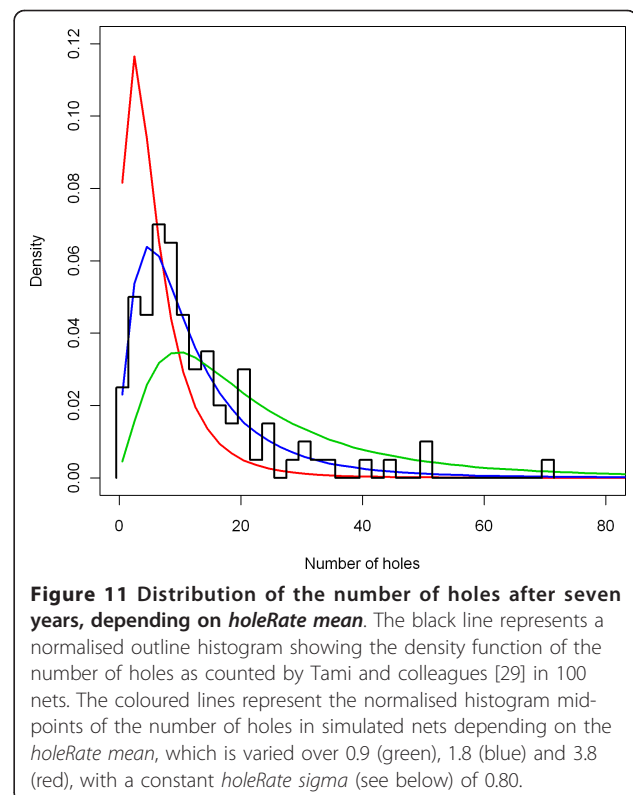 0.12
0.10
0.08
0.06
0.04
0.02
0.00
Density
0 20 40 60 80
Number of holes
Figure 11 Distribution of the number of holes after seven
years, depending on holeRate mean. The black line represents a
normalised outline histogram showing the density function of the
number of holes as counted by Tami and colleagues [29] in 100
nets. The coloured lines represent the normalised histogram mid-
points of the number of holes in simulated nets depending on the
holeRate mean, which is varied over 0.9 (green), 1.8 (blue) and 3.8
(red), with a constant holeRate sigma (see below) of 0.80.